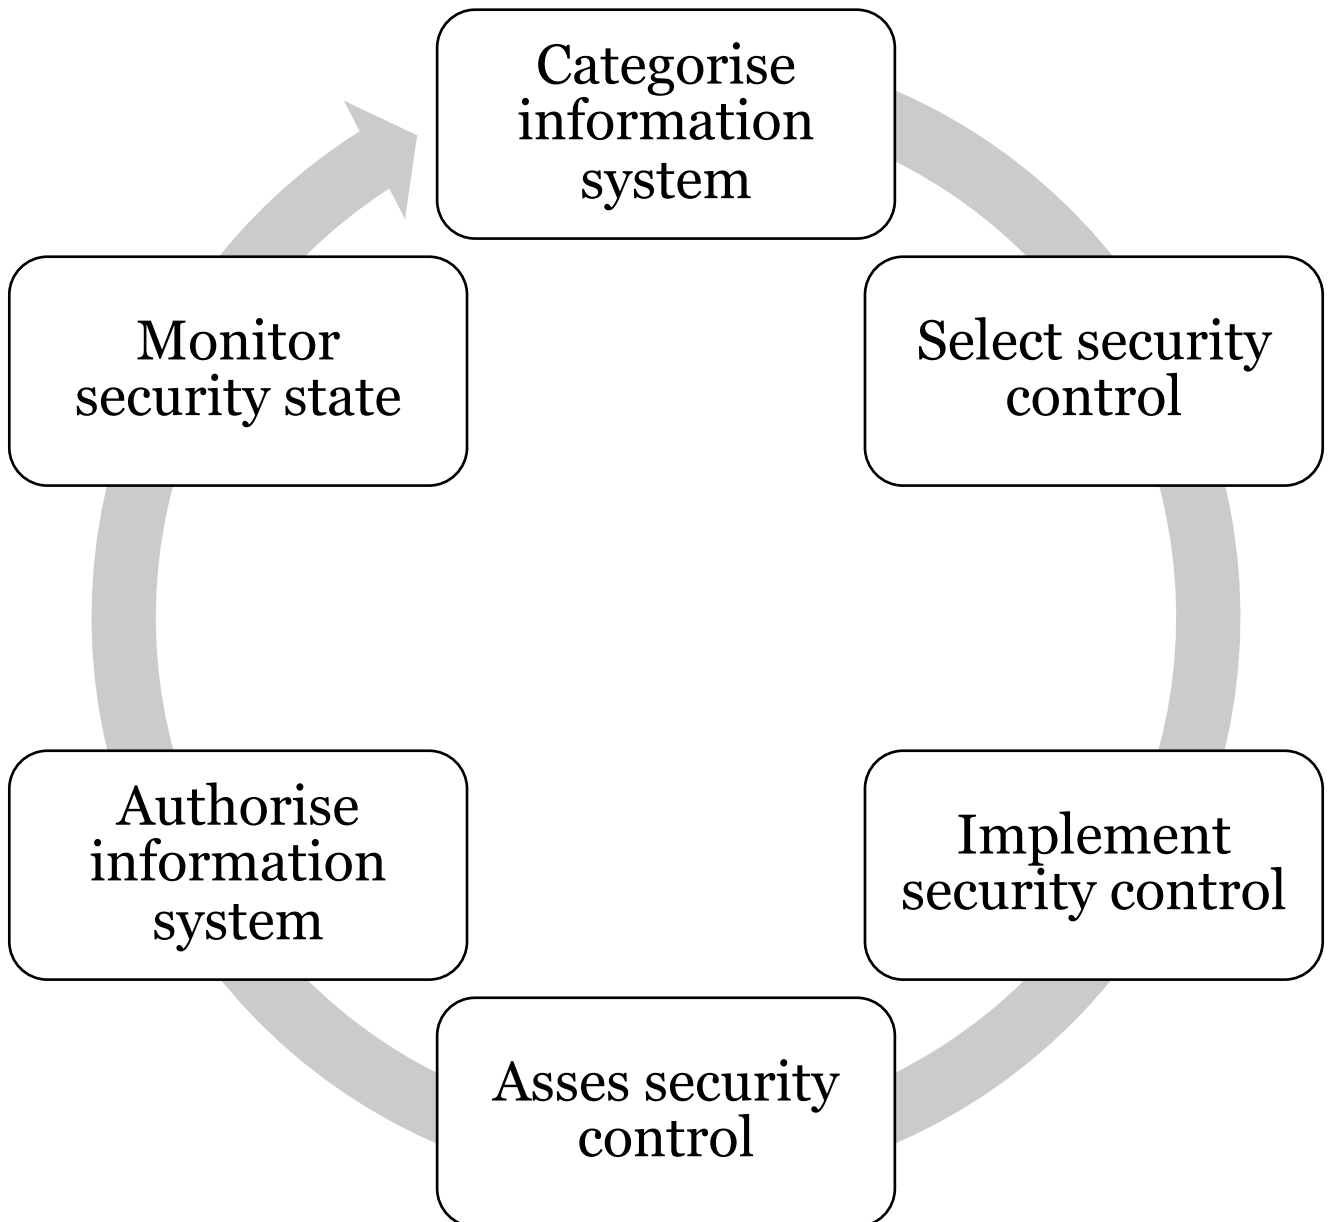 Categorise
information
system
Select security
control
Implement
security control
Asses security
control
Authorise
information
system
Monitor
security state